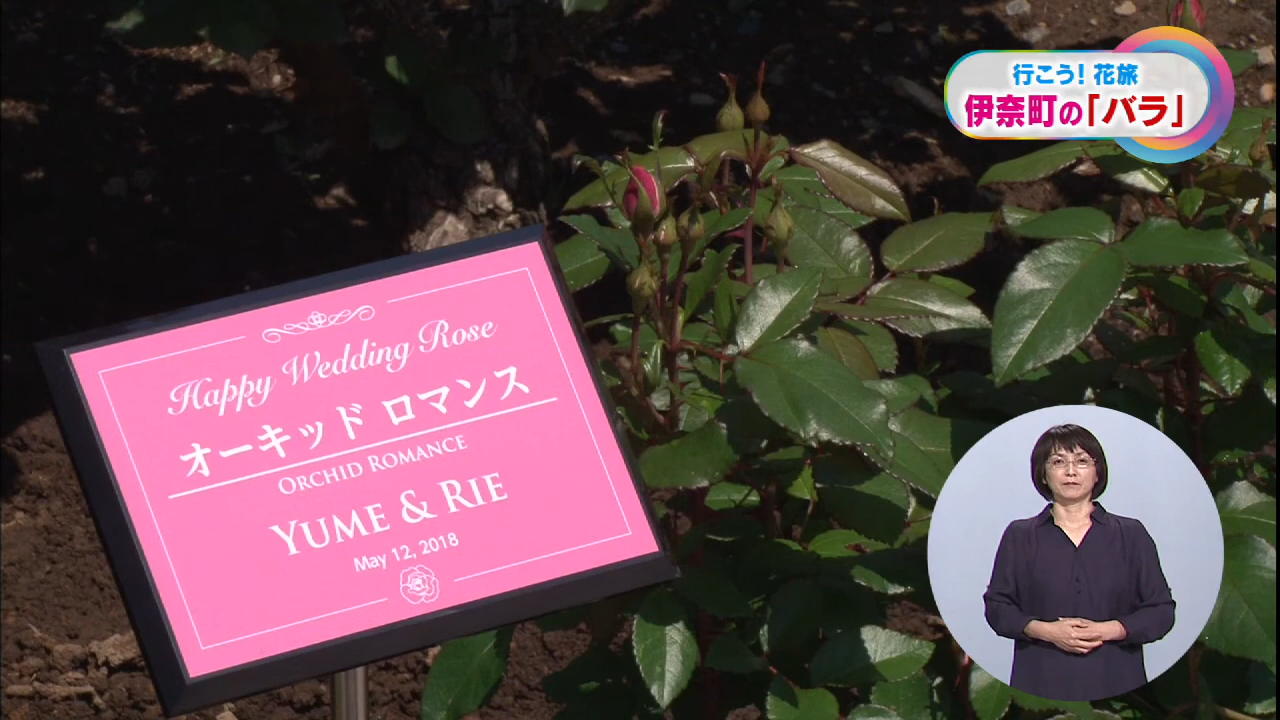 行こう!花旅
伊奈町の「バラ」
Happy Wedding Rose
オーキッド ロマンス
ORCHID ROMANCE
YUME & RIE
May 12, 2018